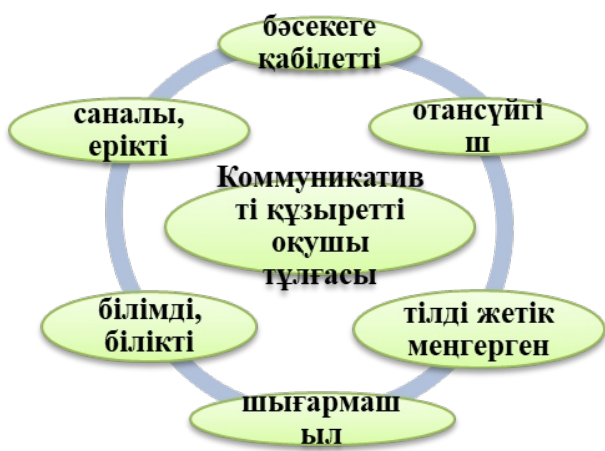 бәсекеге
қабілетті
саналы,
ерікті
отансүйгі
ш
Коммуникатив
ті құзыретті
оқушы
тұлғасы
білімді,
білікті
тілді жетік
меңгерген
шығармаш
ыл